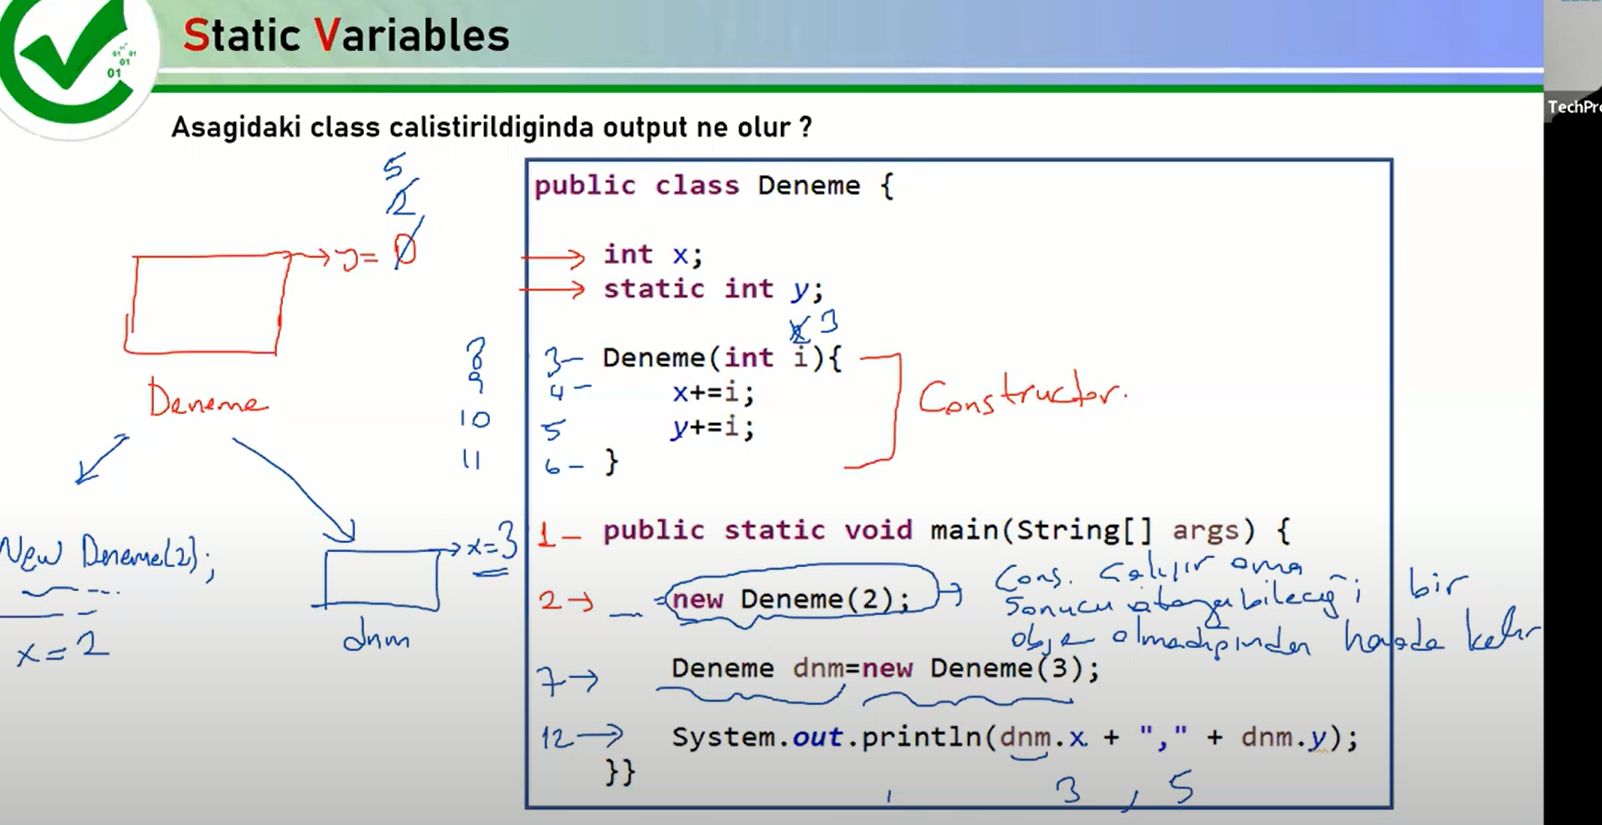 Static Variables
TechPro
Asagidaki class calistirildiginda output ne olur ?
5
2
y= 0
Deneme
New Deneme(2);
x=2
x=3
dnm
8
9
10
11
public class Deneme {
int x;
static int y;
2 3
3- Deneme(int i){
4- x+=i;
5 y+=i;
6- }
Constructor.
1- public static void main(String[] args) {
2→ new Deneme(2);
Cons. Calışır ama
Sonucu atayabileceği bir
obje olmadığından havada kalır
7→ Deneme dnm=new Deneme(3);
12→ System.out.println(dnm.x + "," + dnm.y);
}}
3 , 5